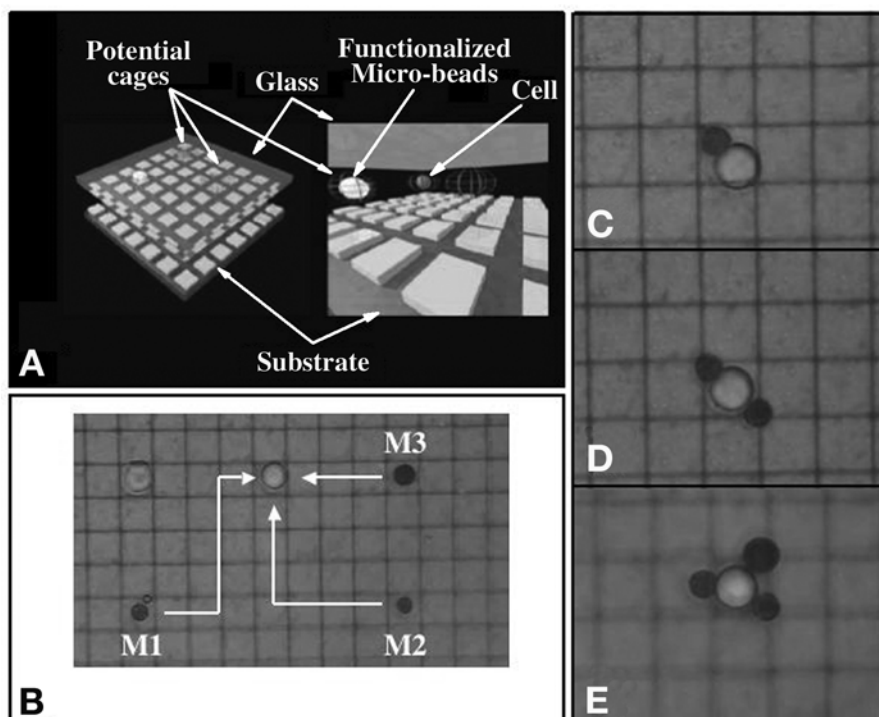 Potential
cages
Glass
Functionalized
Micro-beads
Cell
Substrate
A
M3
M1
M2
B
C
D
E